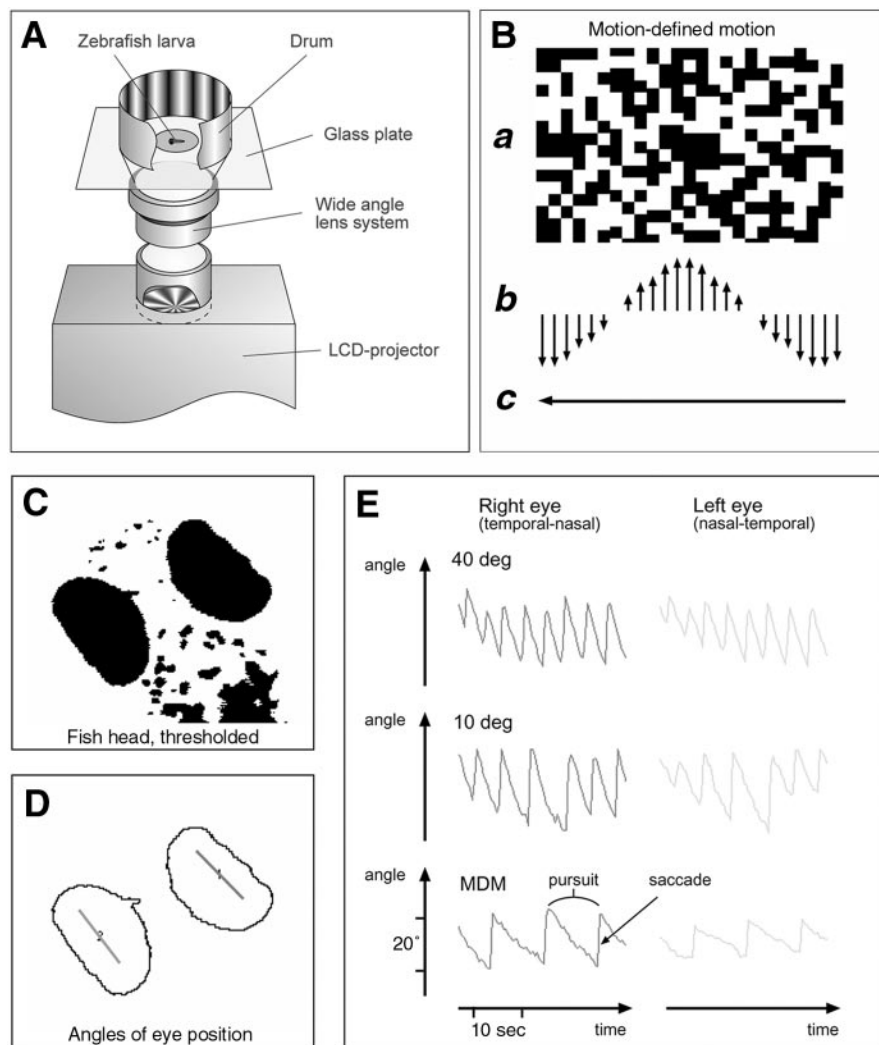 A
Zebrafish larva
Drum
Glass plate
Wide angle
lens system
LCD-projector
B
Motion-defined motion
a
b
c
C
Fish head, thresholded
D
Angles of eye position
E
Right eye
(temporal-nasal)
Left eye
(nasal-temporal)
angle
40 deg
angle
10 deg
angle
MDM
pursuit
saccade
20°
10 sec
time
time